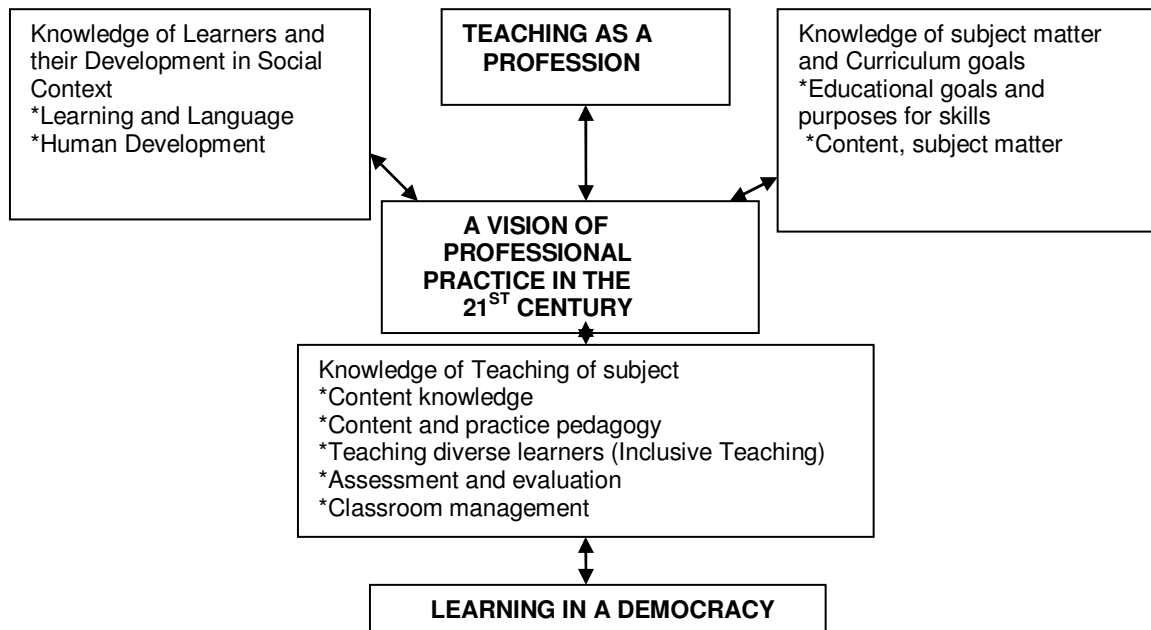 Knowledge of Learners and
their Development in Social
Context
*Learning and Language
*Human Development
TEACHING AS A
PROFESSION
Knowledge of subject matter
and Curriculum goals
*Educational goals and
purposes for skills
*Content, subject matter
A VISION OF
PROFESSIONAL
PRACTICE IN THE
21ST CENTURY
Knowledge of Teaching of subject
*Content knowledge
*Content and practice pedagogy
*Teaching diverse learners (Inclusive Teaching)
*Assessment and evaluation
*Classroom management
LEARNING IN A DEMOCRACY